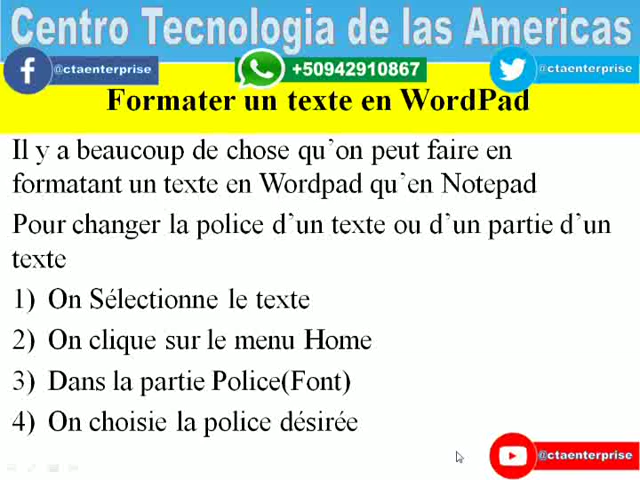 Centro Tecnologia de las Americas
@ctaenterprise
+50942910867
@ctaenterprise
Formater un texte en WordPad
Il y a beaucoup de chose qu’on peut faire en
formatant un texte en Wordpad qu’en Notepad
Pour changer la police d’un texte ou d’un partie d’un
texte
1) On Sélectionne le texte
2) On clique sur le menu Home
3) Dans la partie Police(Font)
4) On choisie la police désirée
@ctaenterprise